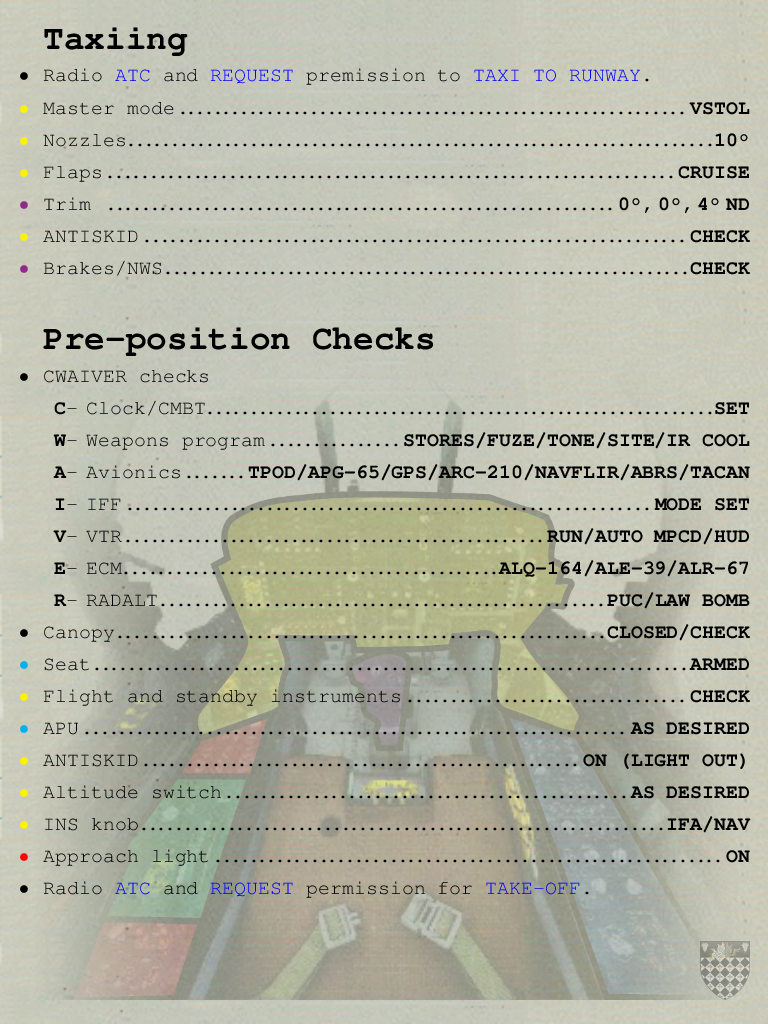 Taxiing
● Radio ATC and REQUEST premission to TAXI TO RUNWAY.
● Master mode................................................VSTOL
● Nozzles.......................................................10°
● Flaps......................................................CRUISE
● Trim ................................................0°, 0°, 4° ND
● ANTISKID....................................................CHECK
● Brakes/NWS..................................................CHECK
Pre-position Checks
● CWAIVER checks
C- Clock/CMBT.................................................SET
W- Weapons program..............STORES/FUZE/TONE/SITE/IR COOL
A- Avionics.......TPOD/APG-65/GPS/ARC-210/NAVFLIR/ABRS/TACAN
I- IFF...................................................MODE SET
V- VTR........................................RUN/AUTO MPCD/HUD
E- ECM....................................ALQ-164/ALE-39/ALR-67
R- RADALT.........................................PUC/LAW BOMB
● Canopy...............................................CLOSED/CHECK
● Seat........................................................ARMED
● Flight and standby instruments..........................CHECK
● APU....................................................AS DESIRED
● ANTISKID.........................................ON (LIGHT OUT)
● Altitude switch.....................................AS DESIRED
● INS knob..................................................IFA/NAV
● Approach light.................................................ON
● Radio ATC and REQUEST permission for TAKE-OFF.